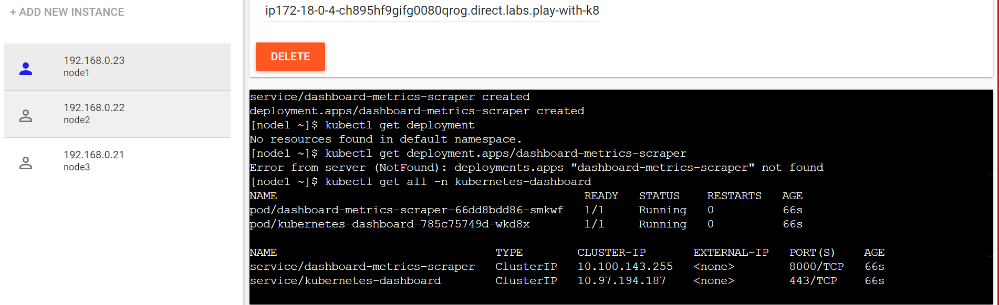 + ADD NEW INSTANCE
192.168.0.23
node1
192.168.0.22
node2
192.168.0.21
node3
ip172-18-0-4-ch895hf9gifg0080qrog.direct.labs.play-with-k8
DELETE
service/dashboard-metrics-scraper created
deployment.apps/dashboard-metrics-scraper created
[node1 ~]$ kubectl get deployment
No resources found in default namespace.
[node1 ~]$ kubectl get deployment.apps/dashboard-metrics-scraper
Error from server (NotFound): deployments.apps "dashboard-metrics-scraper" not found
[node1 ~]$ kubectl get all -n kubernetes-dashboard
NAME READY STATUS RESTARTS AGE
pod/dashboard-metrics-scraper-66dd8bdd86-smkwf 1/1 Running 0 66s
pod/kubernetes-dashboard-785c75749d-wkd8x 1/1 Running 0 66s
NAME TYPE CLUSTER-IP EXTERNAL-IP PORT(S) AGE
service/dashboard-metrics-scraper ClusterIP 10.100.143.255 <none> 8000/TCP 66s
service/kubernetes-dashboard ClusterIP 10.97.194.187 <none> 443/TCP 66s